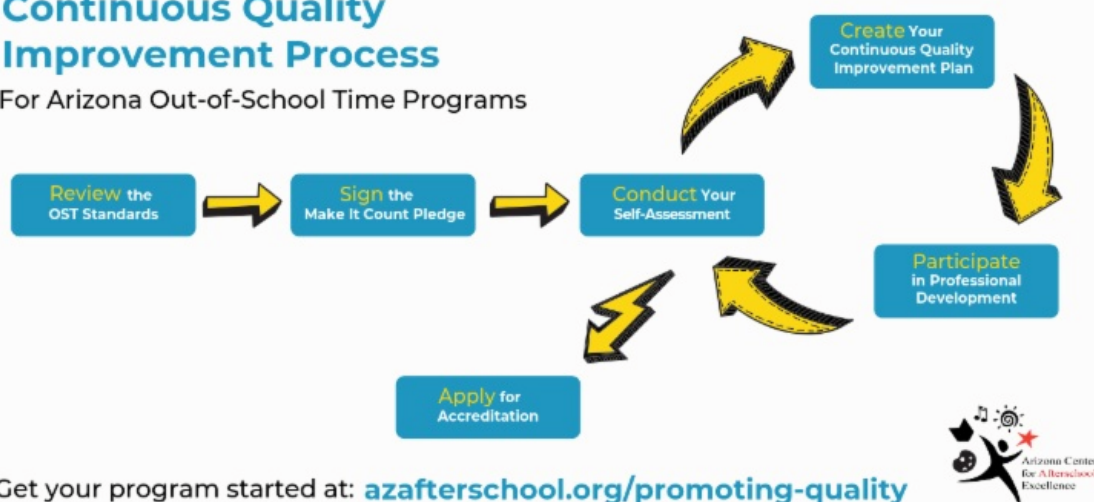 Continuous Quality
Improvement Process
For Arizona Out-of-School Time Programs
Review the
OST Standards
Sign the
Make It Count Pledge
Conduct Your
Self-Assessment
Create Your
Continuous Quality
Improvement Plan
Participate
in Professional
Development
Apply for
Accreditation
Get your program started at: azafterschool.org/promoting-quality
Arizona Center
for Afterschool
Excellence